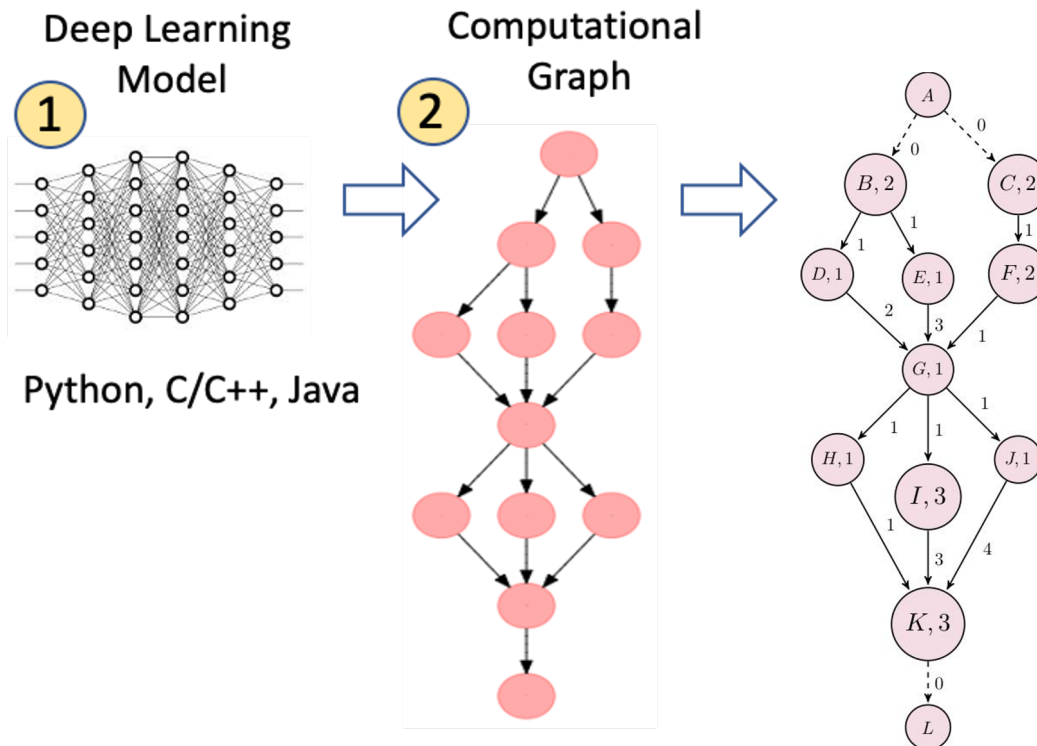 Deep Learning
Model
1
Python, C/C++, Java
Computational
Graph
2
A
0
0
B, 2
C, 2
1
1
1
D, 1
E, 1
F, 2
2
3
1
G, 1
1
1
1
H, 1
I, 3
J, 1
1
3
4
K, 3
0
L